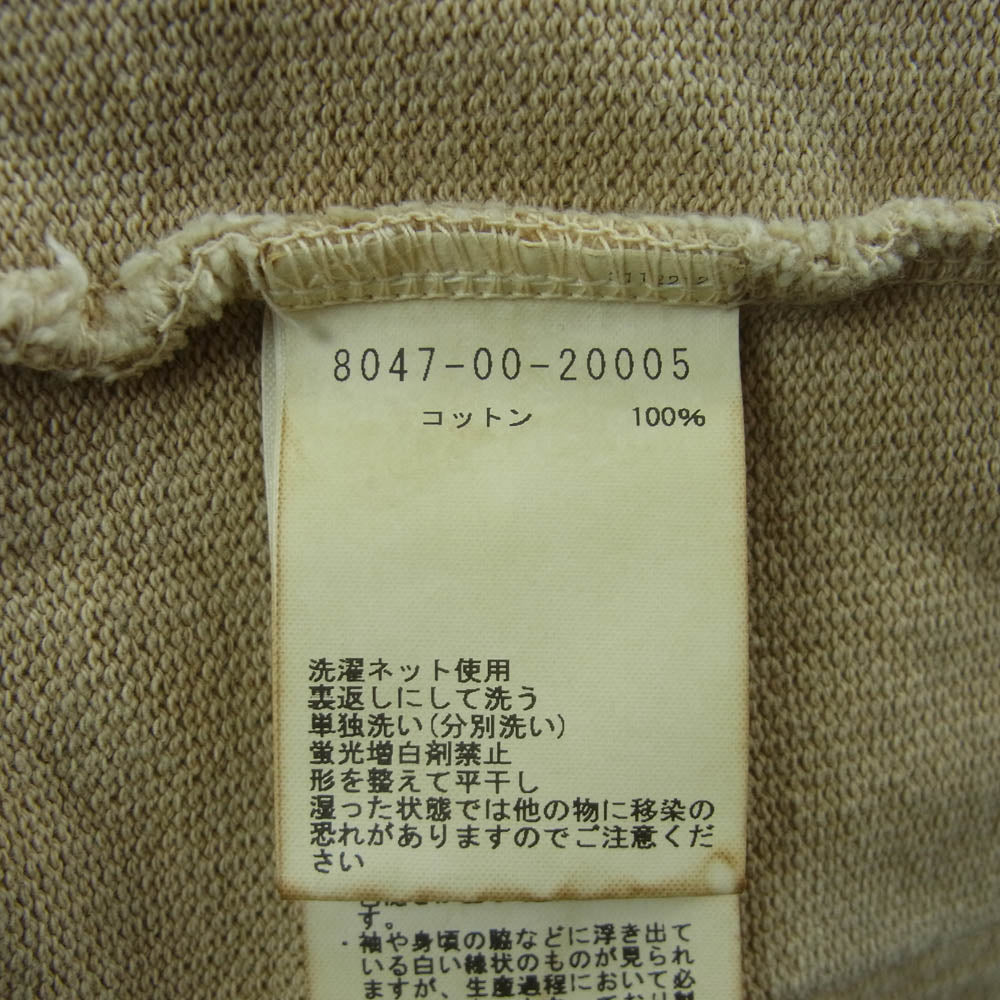 8047-00-20005
コットン 100%
洗濯ネット使用
裏返しにして洗う
単独洗い(分別洗い)
蛍光増白剤禁止
形を整えて平干し
湿った状態では他の物に移染の
恐れがありますのでご注意くだ
さい
す。
・袖や身頃の脇などに浮き出て
いる白い線状のものが見られ
ますが、生産過程において必